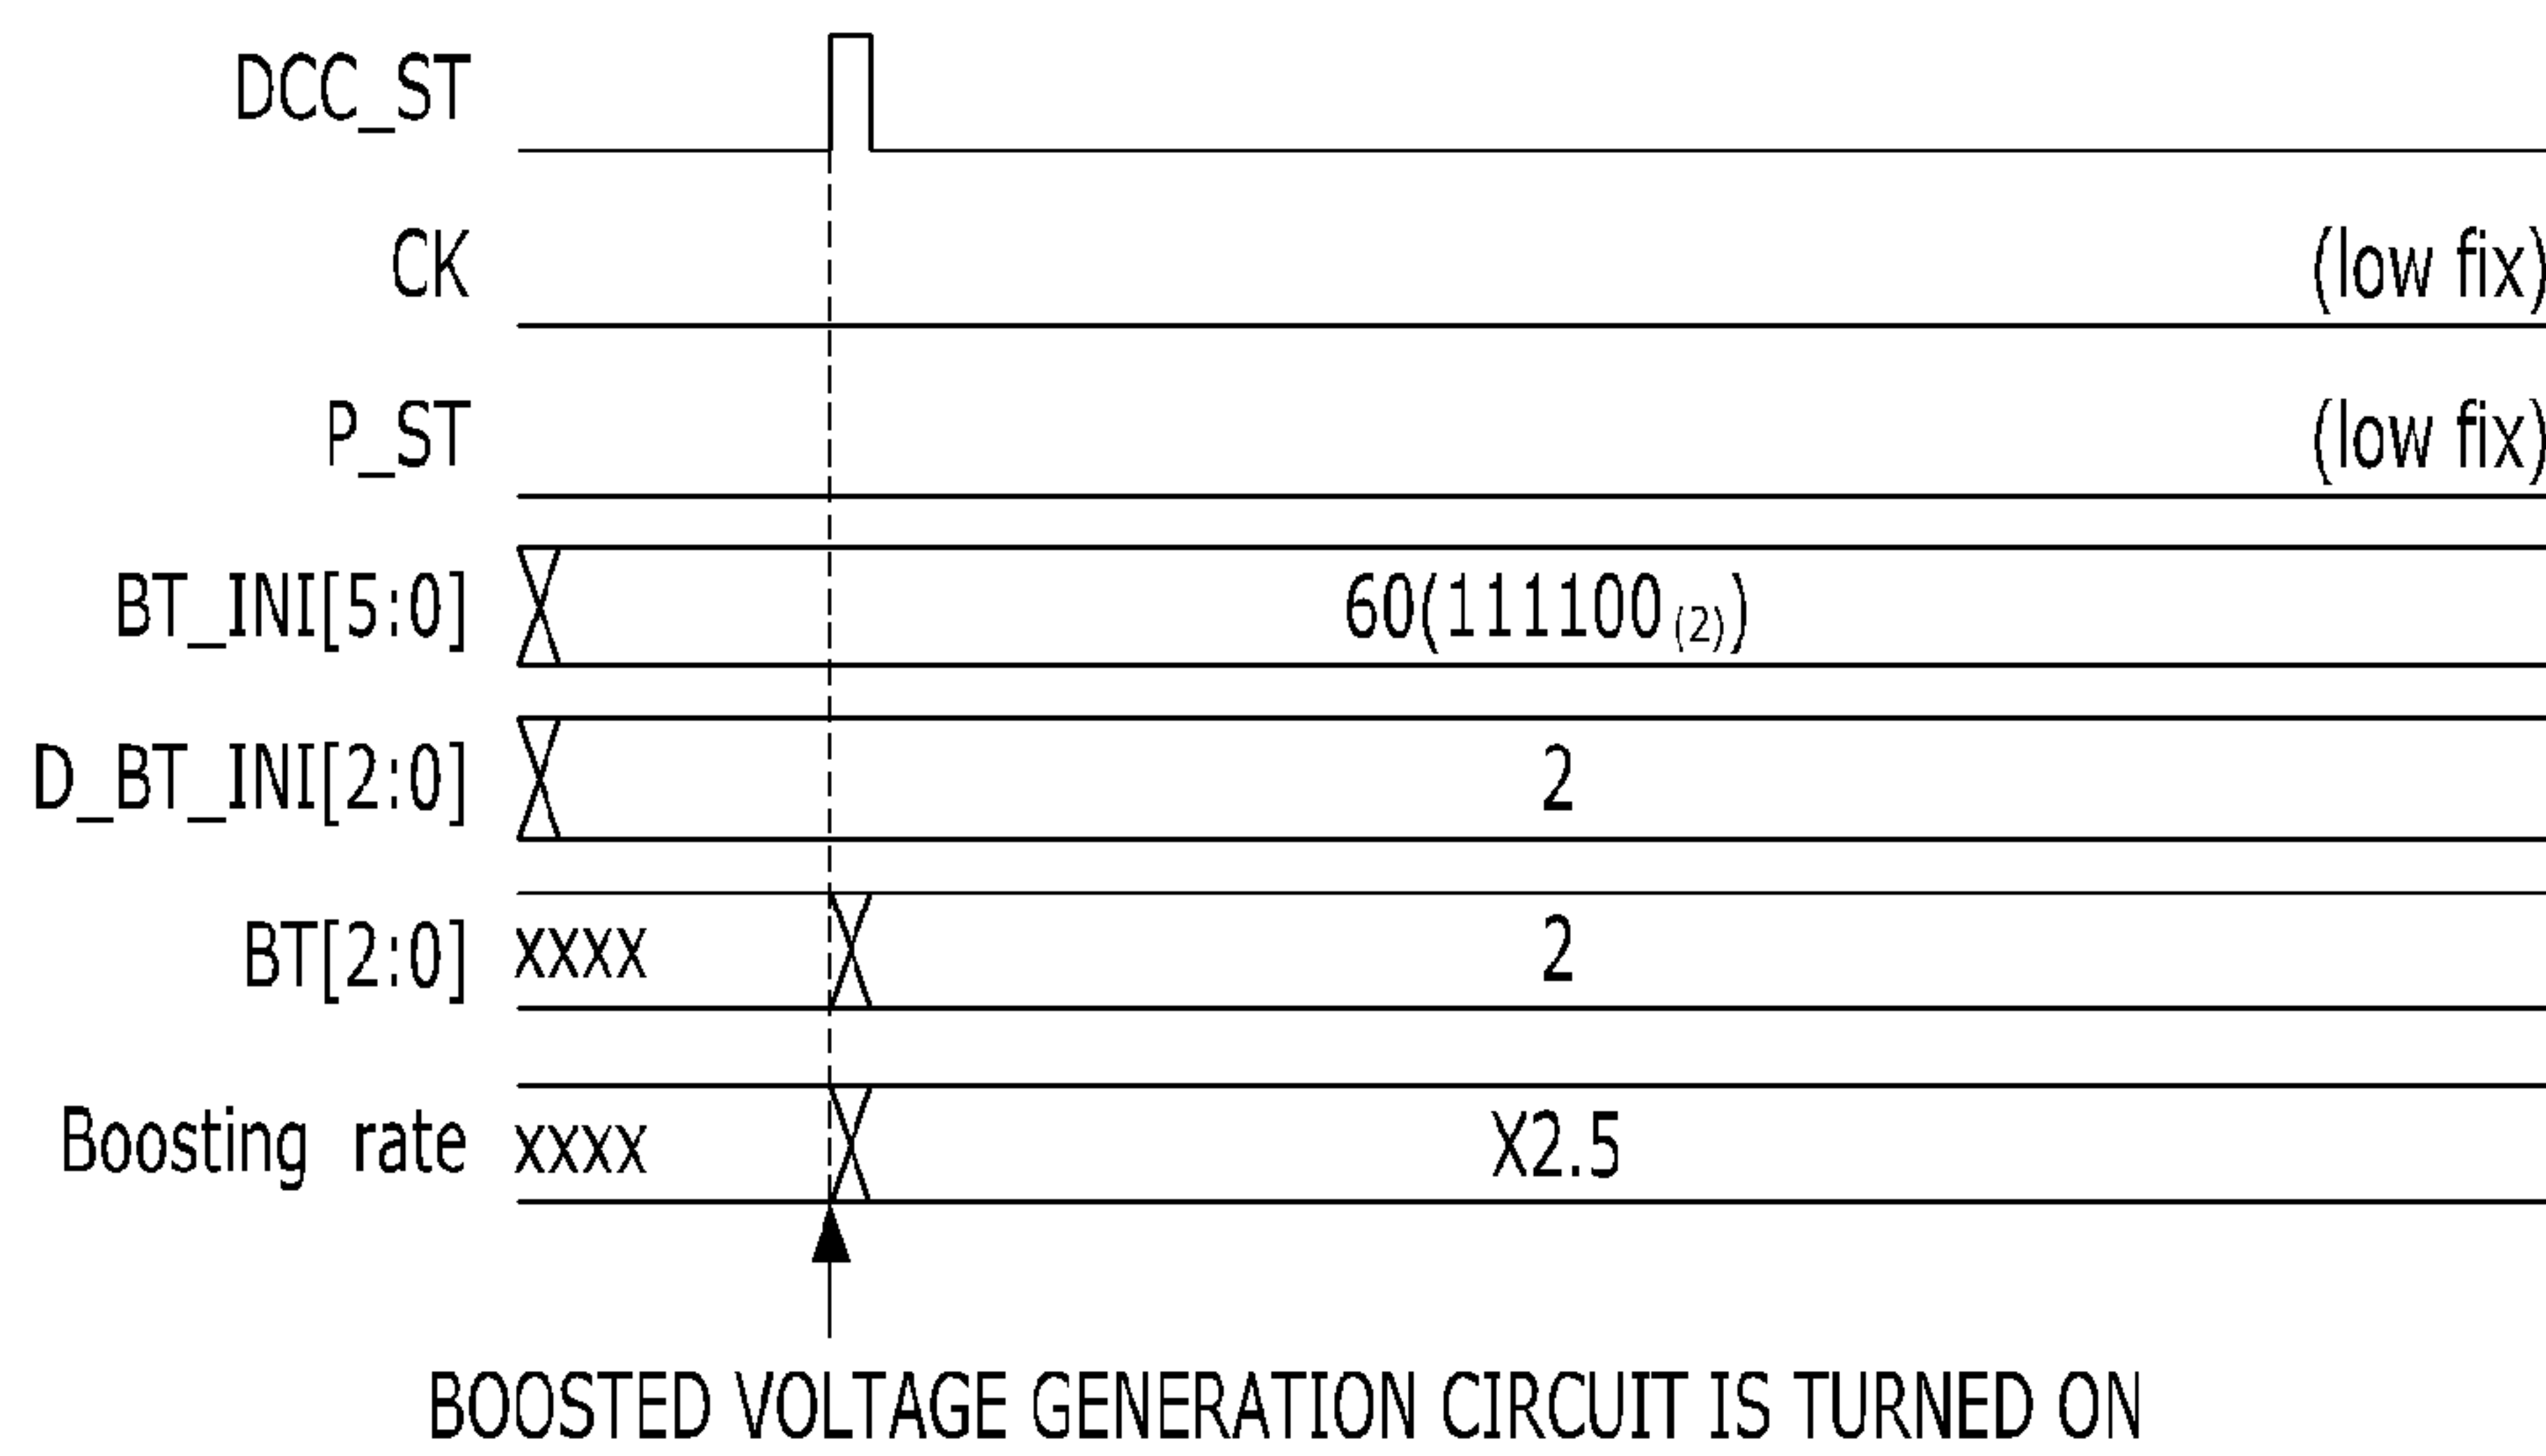 DCC_ST
CK (low fix)
P_ST (low fix)
BT_INI[5:0] 60(111100(2))
D_BT_INI[2:0] 2
BT[2:0] xxxx 2
Boosting rate xxxx X2.5
BOOSTED VOLTAGE GENERATION CIRCUIT IS TURNED ON